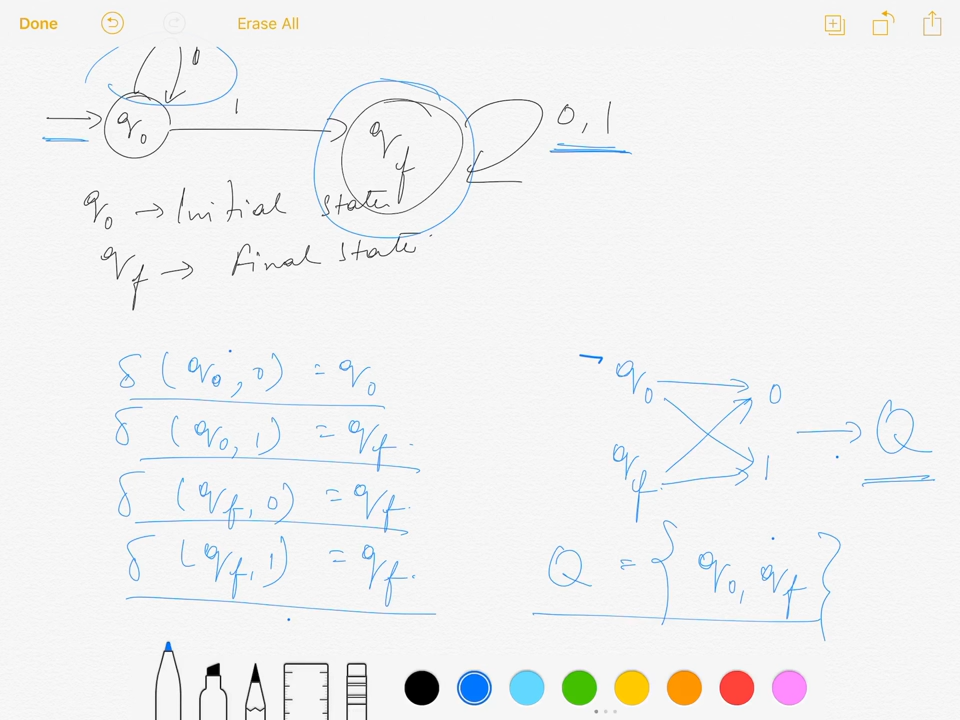 Done Erase All
0
q0 1 qf 0, 1
q0 → Initial state
qf → Final state
δ (q0, 0) = q0
δ (q0, 1) = qf.
δ (qf, 0) = qf.
δ (qf, 1) = qf.
→ q0 0
qf 1 → Q
Q = { q0, qf }